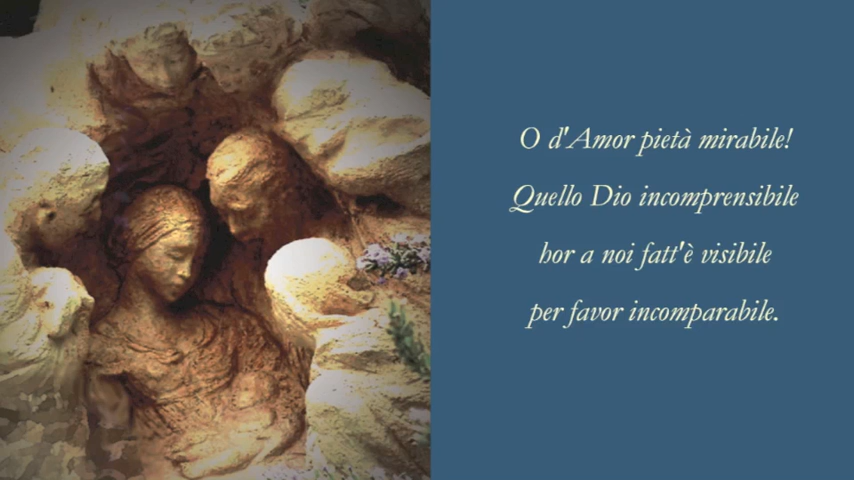 O d'Amor pietà mirabile!
Quello Dio incomprensibile
hor a noi fatt'è visibile
per favor incomparabile.